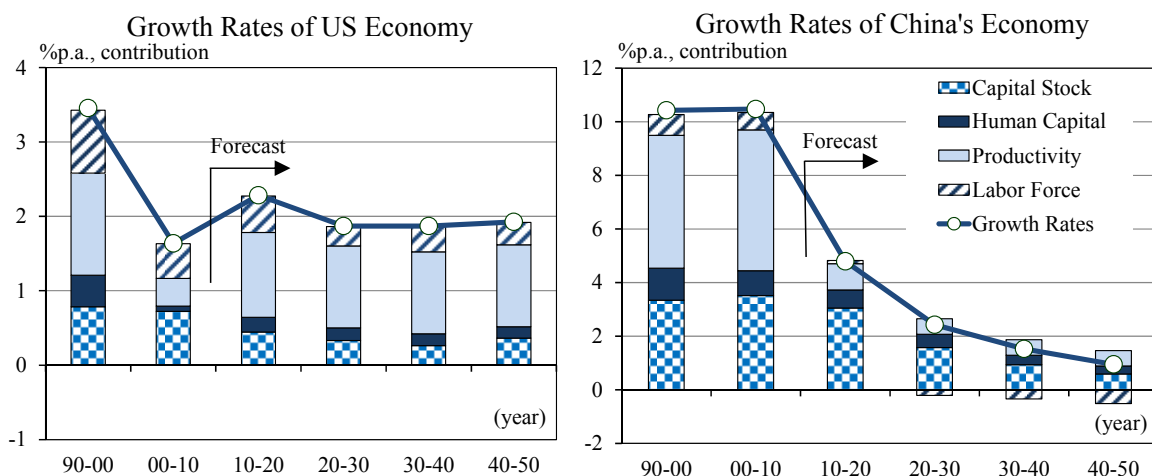 Growth Rates of US Economy
%p.a., contribution
4
3
2
1
0
-1
Forecast
(year)
90-00 00-10 10-20 20-30 30-40 40-50
Growth Rates of China's Economy
%p.a., contribution
12
10
8
6
4
2
0
-2
Capital Stock
Human Capital
Productivity
Labor Force
Growth Rates
Forecast
(year)
90-00 00-10 10-20 20-30 30-40 40-50